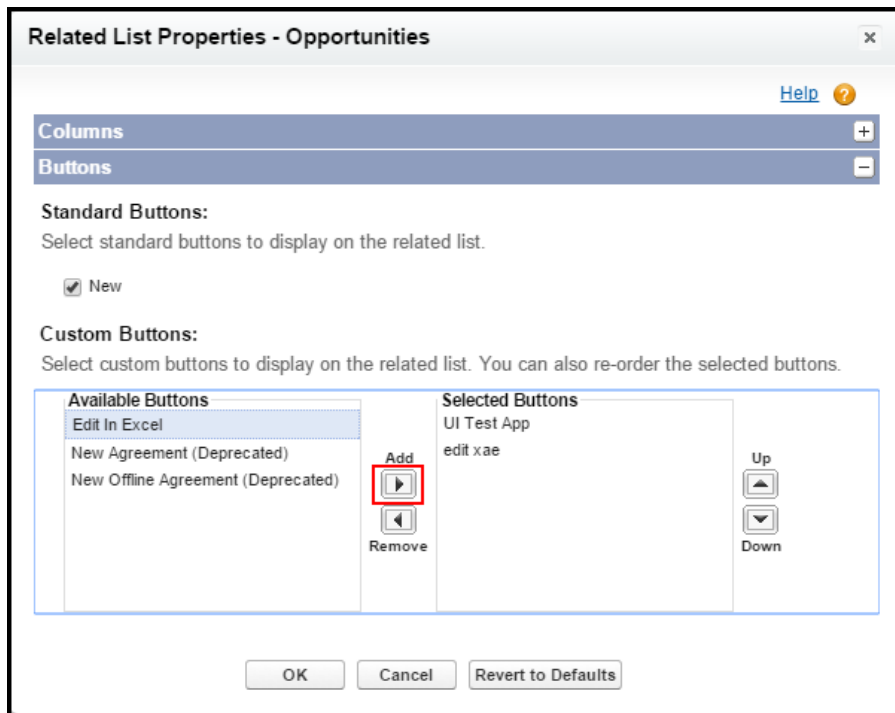 Related List Properties - Opportunities
Help ?
Columns
Buttons
Standard Buttons:
Select standard buttons to display on the related list.
New
Custom Buttons:
Select custom buttons to display on the related list. You can also re-order the selected buttons.
Available Buttons
Edit In Excel
New Agreement (Deprecated)
New Offline Agreement (Deprecated)
Add
Remove
Selected Buttons
UI Test App
edit xae
Up
Down
OK Cancel Revert to Defaults